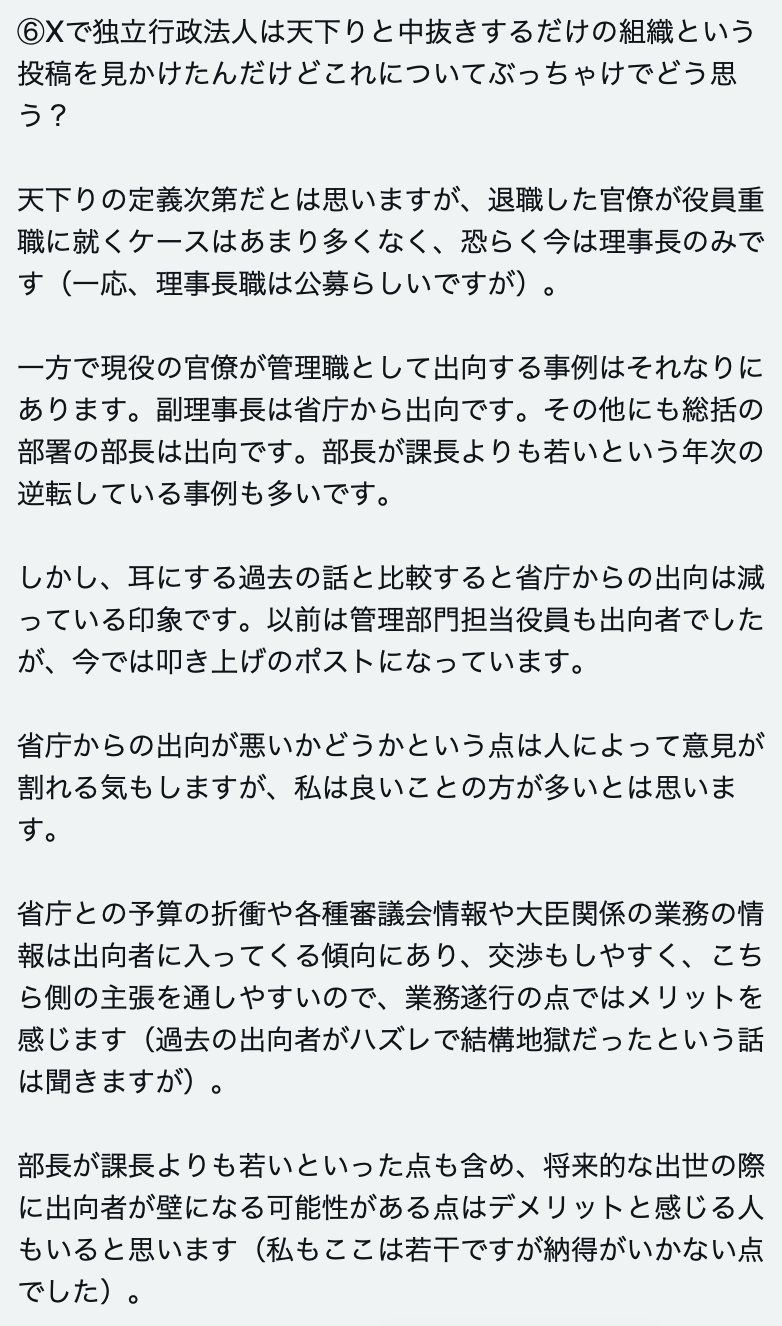 ⑥Xで独立行政法人は天下りと中抜きするだけの組織という
投稿を見かけたんだけどこれについてぶっちゃけでどう思
う？
天下りの定義次第だとは思いますが、退職した官僚が役員重
職に就くケースはあまり多くなく、恐らく今は理事長のみで
す（一応、理事長職は公募らしいですが）。
一方で現役の官僚が管理職として出向する事例はそれなりに
あります。副理事長は省庁から出向です。その他にも総括の
部署の部長は出向です。部長が課長よりも若いという年次の
逆転している事例も多いです。
しかし、耳にする過去の話と比較すると省庁からの出向は減
っている印象です。以前は管理部門担当役員も出向者でした
が、今では叩き上げのポストになっています。
省庁からの出向が悪いかどうかという点は人によって意見が
割れる気もしますが、私は良いことの方が多いとは思いま
す。
省庁との予算の折衝や各種審議会情報や大臣関係の業務の情
報は出向者に入ってくる傾向にあり、交渉もしやすく、こち
ら側の主張を通しやすいので、業務遂行の点ではメリットを
感じます（過去の出向者がハズレで結構地獄だったという話
は聞きますが）。
部長が課長よりも若いといった点も含め、将来的な出世の際
に出向者が壁になる可能性がある点はデメリットと感じる人
もいると思います（私もここは若干ですが納得がいかない点
でした）。